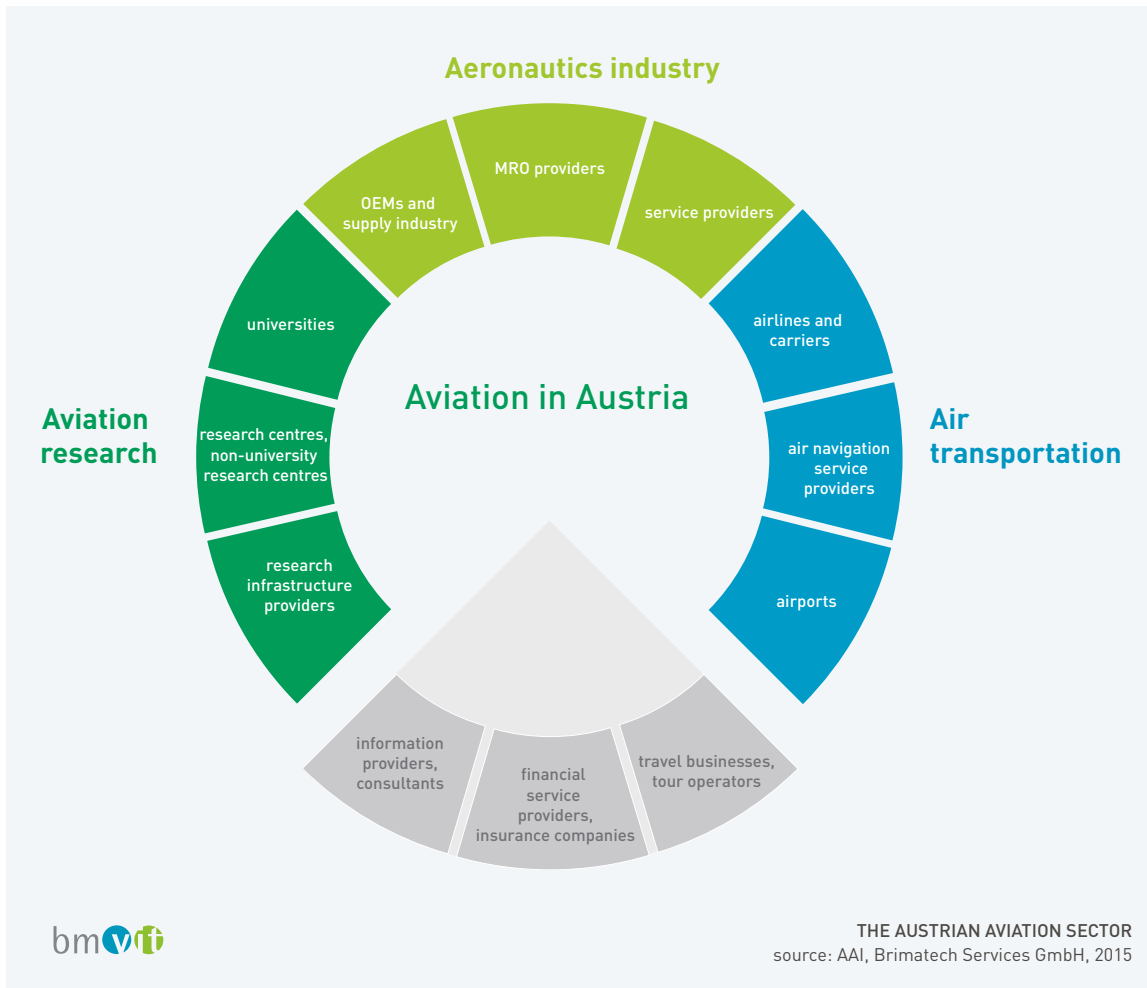 Aeronautics industry
MRO providers
OEMs and
supply industry
service providers
universities
airlines and
carriers
Aviation in Austria
Aviation
research
research centres,
non-university
research centres
air navigation
service
providers
Air
transportation
research
infrastructure
providers
airports
information
providers,
consultants
financial
service
providers,
insurance companies
travel businesses,
tour operators
bmvit
THE AUSTRIAN AVIATION SECTOR
source: AAI, Brimatech Services GmbH, 2015